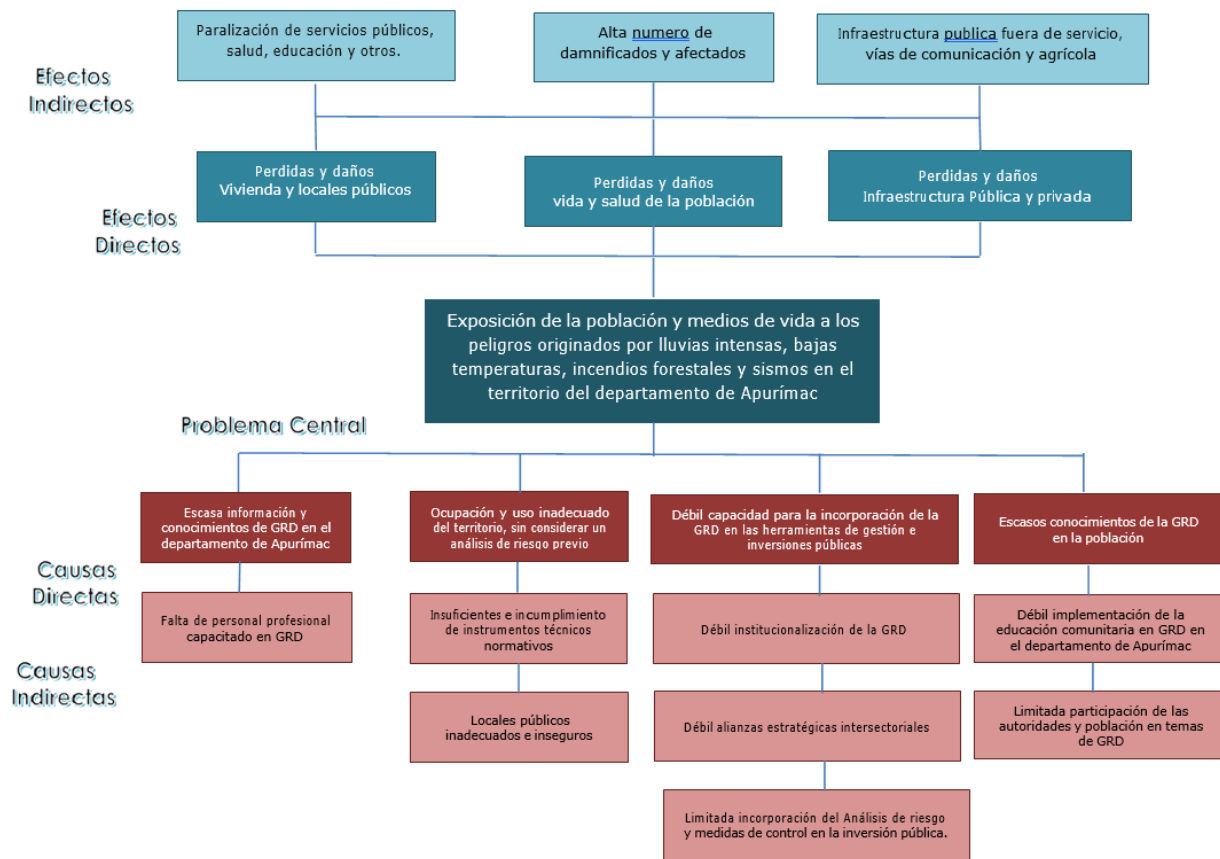 Paralización de servicios públicos,
salud, educación y otros.
Alta numero de
damnificados y afectados
Infraestructura publica fuera de servicio,
vías de comunicación y agrícola
Efectos
Indirectos
Perdidas y daños
Vivienda y locales públicos
Perdidas y daños
vida y salud de la población
Perdidas y daños
Infraestructura Pública y privada
Efectos
Directos
Exposición de la población y medios de vida a los
peligros originados por lluvias intensas, bajas
temperaturas, incendios forestales y sismos en el
territorio del departamento de Apurímac
Problema Central
Escasa información y
conocimientos de GRD en el
departamento de Apurímac
Ocupación y uso inadecuado
del territorio, sin considerar un
análisis de riesgo previo
Débil capacidad para la incorporación de la
GRD en las herramientas de gestión e
inversiones públicas
Escasos conocimientos de la GRD
en la población
Causas
Directas
Falta de personal profesional
capacitado en GRD
Insuficientes e incumplimiento
de instrumentos técnicos
normativos
Débil institucionalización de la GRD
Débil implementación de la
educación comunitaria en GRD en
el departamento de Apurímac
Causas
Indirectas
Locales públicos
inadecuados e inseguros
Débil alianzas estratégicas intersectoriales
Limitada participación de las
autoridades y población en temas
de GRD
Limitada incorporación del Análisis de riesgo
y medidas de control en la inversión pública.